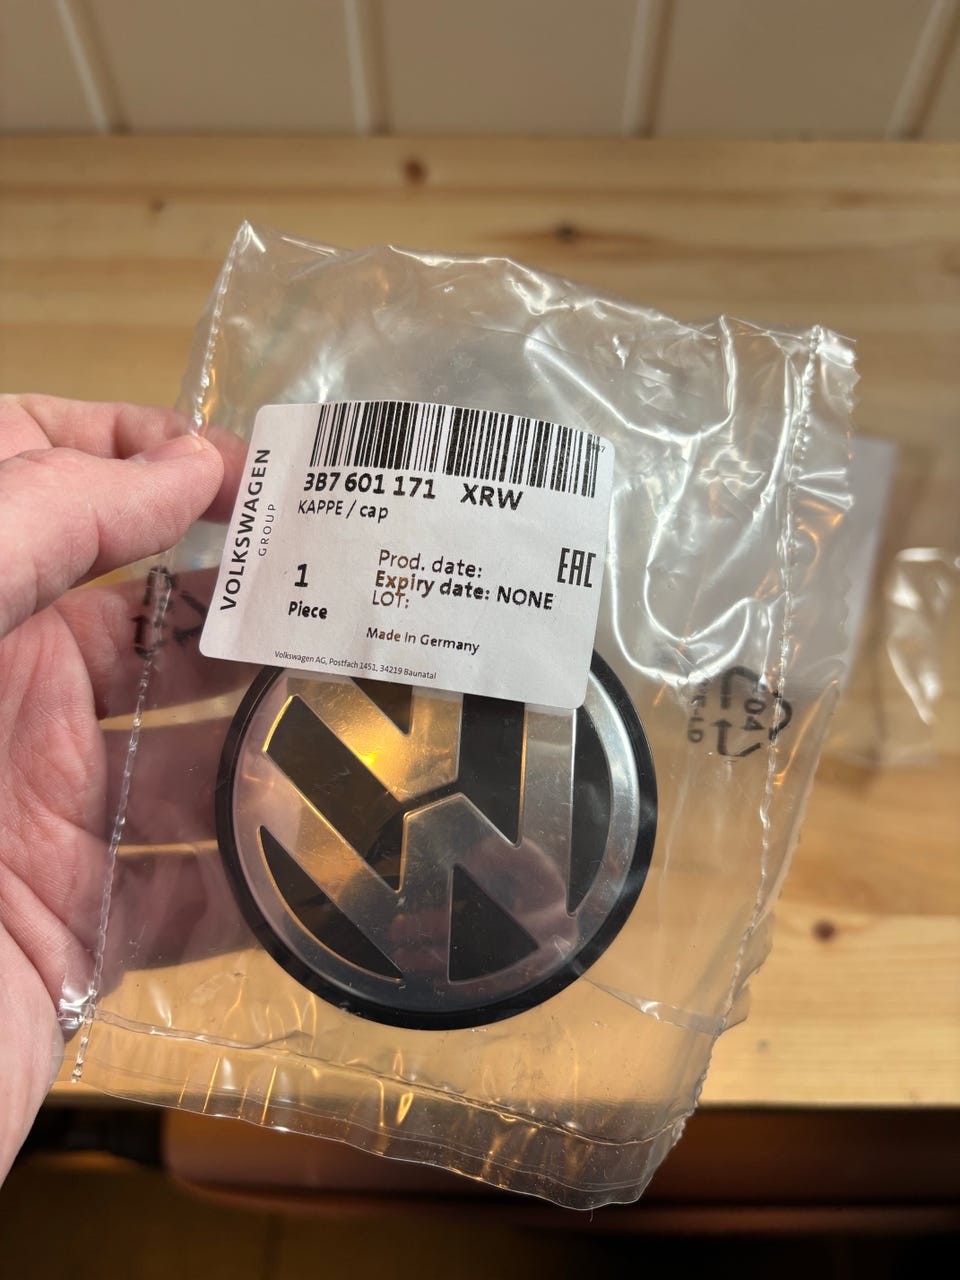 VOLKSWAGEN
GROUP
3B7 601 171 XRW
KAPPE / cap
1
Piece
Prod. date:
Expiry date: NONE
LOT:
EAC
Made In Germany
Volkswagen AG, Postfach 1451, 34219 Baunatal
04